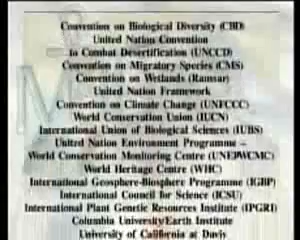 Convention on Biological Diversity (CBD)
United Nation Convention
to Combat Desertification (UNCCD)
Convention on Migratory Species (CMS)
Convention on Wetlands (Ramsar)
United Nation Framework
Convention on Climate Change (UNFCCC)
World Conservation Union (IUCN)
International Union of Biological Sciences (IUBS)
United Nation Environment Programme –
World Conservation Monitoring Centre (UNEPWCMC)
World Heritage Centre (WHC)
International Geosphere-Biosphere Programme (IGBP)
International Council for Science (ICSU)
International Plant Genetic Resources Institute (IPGRI)
Columbia University/Earth Institute
University of California at Davis